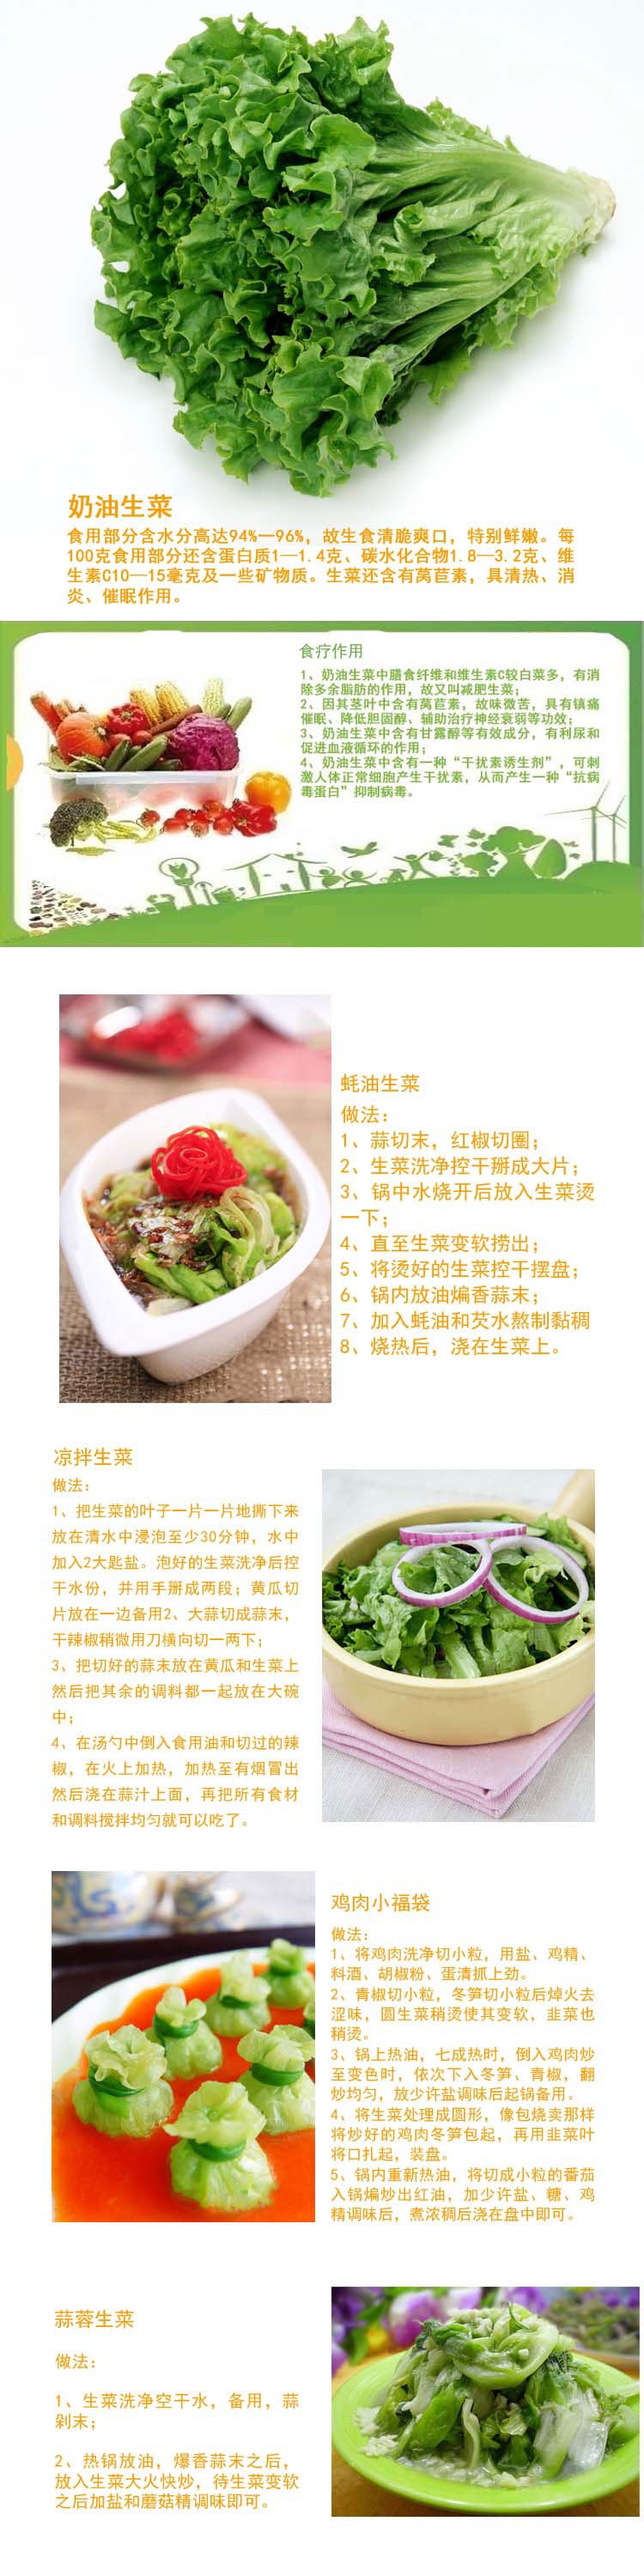 奶油生菜
食用部分含水分高达94%—96%，故生食清脆爽口，特别鲜嫩。每
100克食用部分还含蛋白质1—1.4克、碳水化合物1.8—3.2克、维
生素C10—15毫克及一些矿物质。生菜还含有莴苣素，具清热、消
炎、催眠作用。
食疗作用
1、奶油生菜中膳食纤维和维生素C较白菜多，有消
除多余脂肪的作用，故又叫减肥生菜；
2、因其茎叶中含有莴苣素，故味微苦，具有镇痛
催眠、降低胆固醇、辅助治疗神经衰弱等功效；
3、奶油生菜中含有甘露醇等有效成分，有利尿和
促进血液循环的作用；
4、奶油生菜中含有一种“干扰素诱生剂”，可刺
激人体正常细胞产生干扰素，从而产生一种“抗病
毒蛋白”抑制病毒。
蚝油生菜
做法：
1、蒜切末，红椒切圈；
2、生菜洗净控干掰成大片；
3、锅中水烧开后放入生菜烫
一下；
4、直至生菜变软捞出；
5、将烫好的生菜控干摆盘；
6、锅内放油煸香蒜末；
7、加入蚝油和芡水熬制黏稠
8、烧热后，浇在生菜上。
凉拌生菜
做法：
1、把生菜的叶子一片一片地撕下来
放在清水中浸泡至少30分钟，水中
加入2大匙盐。泡好的生菜洗净后控
干水份，并用手掰成两段；黄瓜切
片放在一边备用2、大蒜切成蒜末，
干辣椒稍微用刀横向切一两下；
3、把切好的蒜末放在黄瓜和生菜上
然后把其余的调料都一起放在大碗
中；
4、在汤勺中倒入食用油和切过的辣
椒，在火上加热，加热至有烟冒出
然后浇在蒜汁上面，再把所有食材
和调料搅拌均匀就可以吃了。
鸡肉小福袋
做法：
1、将鸡肉洗净切小粒，用盐、鸡精、
料酒、胡椒粉、蛋清抓上劲。
2、青椒切小粒，冬笋切小粒后焯火去
涩味，圆生菜稍烫使其变软，韭菜也
稍烫。
3、锅上热油，七成热时，倒入鸡肉炒
至变色时，依次下入冬笋、青椒，翻
炒均匀，放少许盐调味后起锅备用。
4、将生菜处理成圆形，像包烧卖那样
将炒好的鸡肉冬笋包起，再用韭菜叶
将口扎起，装盘。
5、锅内重新热油，将切成小粒的番茄
入锅煸炒出红油，加少许盐、糖、鸡
精调味后，煮浓稠后浇在盘中即可。
蒜蓉生菜
做法：
1、生菜洗净空干水，备用，蒜
剁末；
2、热锅放油，爆香蒜末之后，
放入生菜大火快炒，待生菜变软
之后加盐和蘑菇精调味即可。